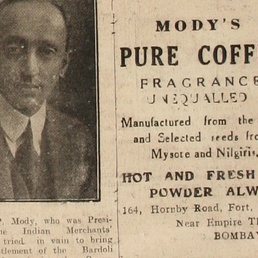 MODY'S
PURE COFF
FRAGRANCE
UNEQUALLED
Manufactured from the
and Selected seeds fro
Mysore and Nilgiris,
HOT AND FRESH
POWDER ALW
164, Hornby Road, Fort,
Near Empire Th
BOMBA
P. Mody, who was Presi-
e Indian Merchants'
tried in vain to bring
ttlement of the Bardoli